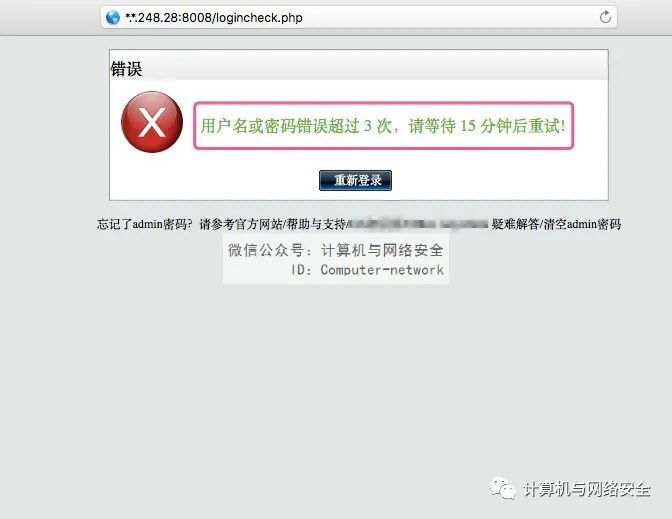 *.*.248.28:8008/logincheck.php
错误
用户名或密码错误超过 3 次，请等待 15 分钟后重试!
重新登录
忘记了admin密码？请参考官方网站/帮助与支持/ 疑难解答/清空admin密码
微信公众号：计算机与网络安全
ID：Computer-network
计算机与网络安全